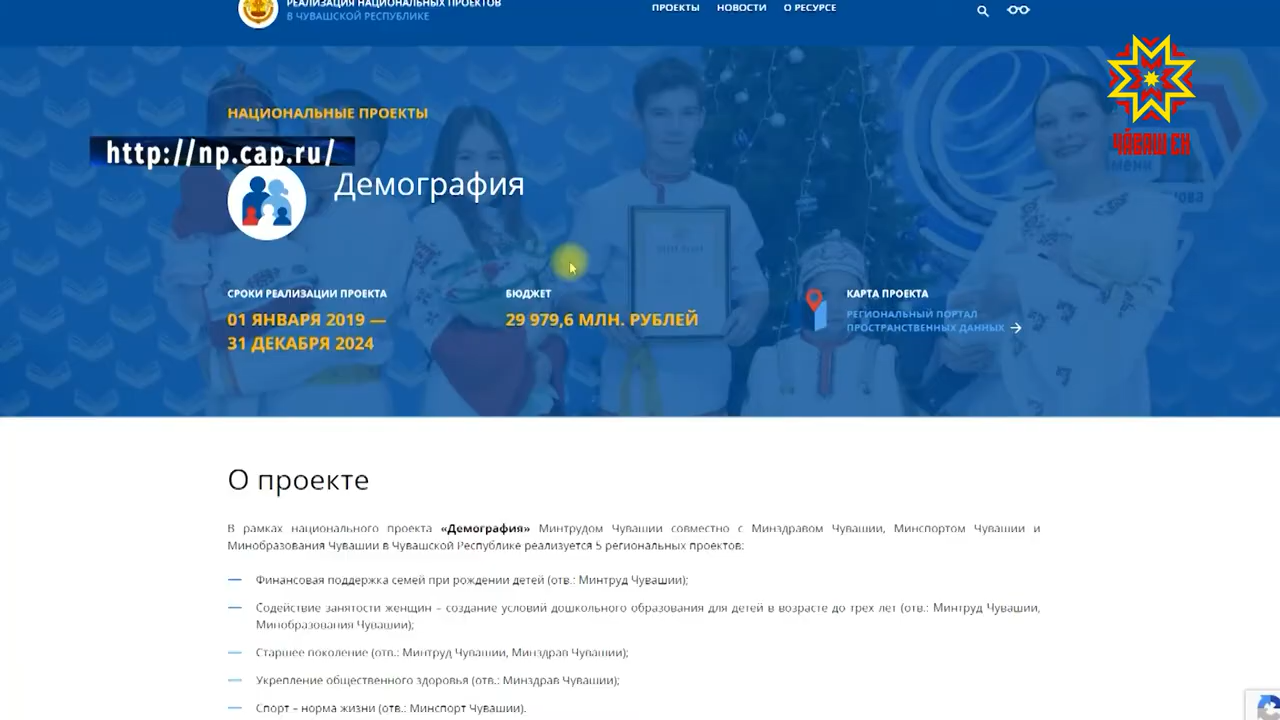 РЕАЛИЗАЦИЯ НАЦИОНАЛЬНЫХ ПРОЕКТОВ
В ЧУВАШСКОЙ РЕСПУБЛИКЕ
ПРОЕКТЫ НОВОСТИ О РЕСУРСЕ
НАЦИОНАЛЬНЫЕ ПРОЕКТЫ
http://np.cap.ru/
ЧӐВАШ ЕН
Демография
СРОКИ РЕАЛИЗАЦИИ ПРОЕКТА
01 ЯНВАРЯ 2019 —
31 ДЕКАБРЯ 2024
БЮДЖЕТ
29 979,6 МЛН. РУБЛЕЙ
КАРТА ПРОЕКТА
РЕГИОНАЛЬНЫЙ ПОРТАЛ
ПРОСТРАНСТВЕННЫХ ДАННЫХ
О проекте
В рамках национального проекта «Демография» Минтрудом Чувашии совместно с Минздравом Чувашии, Минспортом Чувашии и
Минобразования Чувашии в Чувашской Республике реализуется 5 региональных проектов:
— Финансовая поддержка семей при рождении детей (отв.: Минтруд Чувашии);
— Содействие занятости женщин – создание условий дошкольного образования для детей в возрасте до трех лет (отв.: Минтруд Чувашии,
Минобразования Чувашии);
— Старшее поколение (отв.: Минтруд Чувашии, Минздрав Чувашии);
— Укрепление общественного здоровья (отв.: Минздрав Чувашии);
— Спорт – норма жизни (отв.: Минспорт Чувашии).